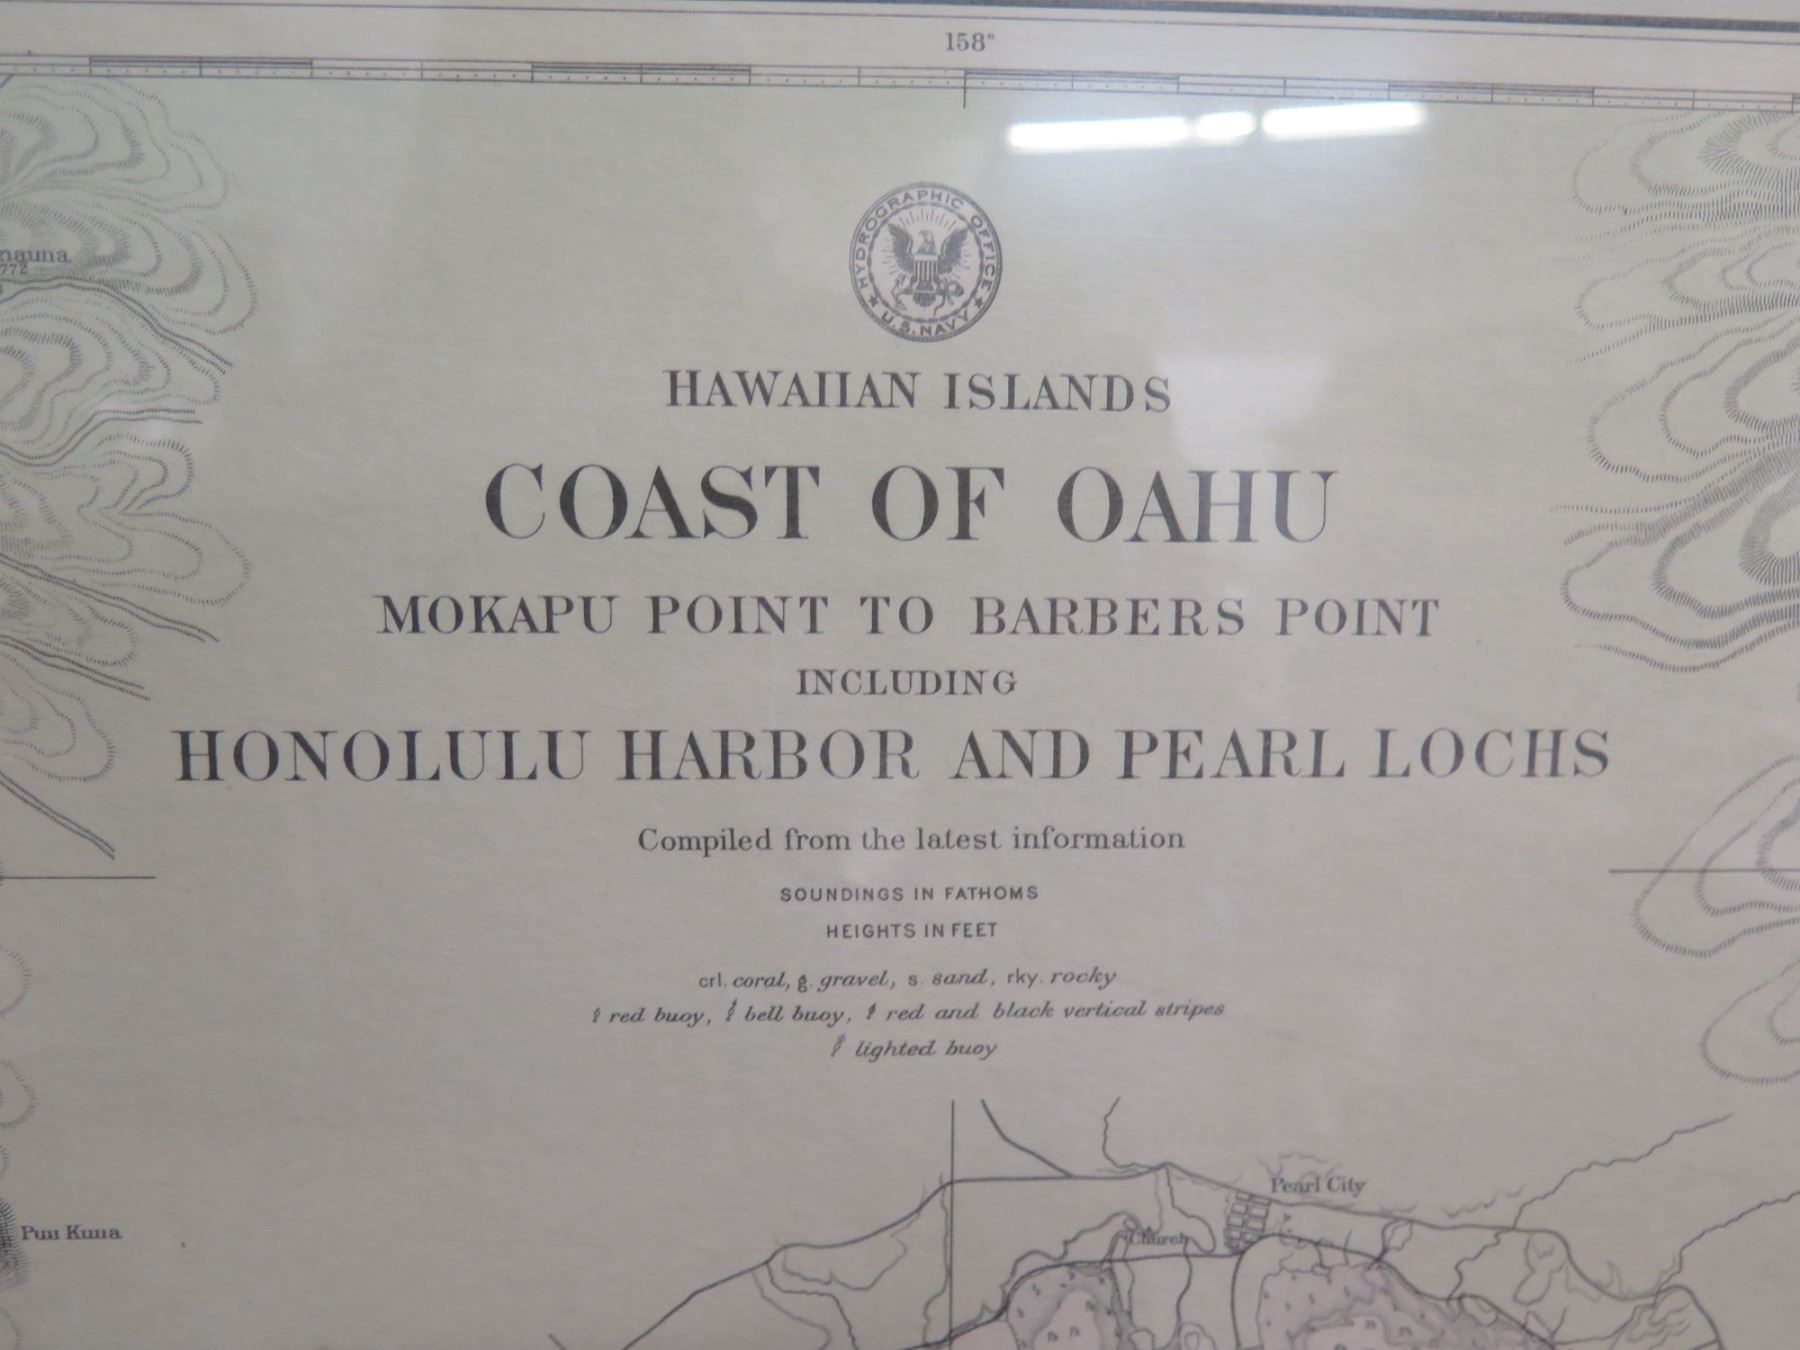 158°
HYDROGRAPHIC OFFICE
U.S. NAVY
nauna
772
HAWAIIAN ISLANDS
COAST OF OAHU
MOKAPU POINT TO BARBERS POINT
INCLUDING
HONOLULU HARBOR AND PEARL LOCHS
Compiled from the latest information
SOUNDINGS IN FATHOMS
HEIGHTS IN FEET
crl. coral, g. gravel, s. sand, rky. rocky
red buoy, bell buoy, red and black vertical stripes
lighted buoy
Pearl City
Church
Puu Kuua